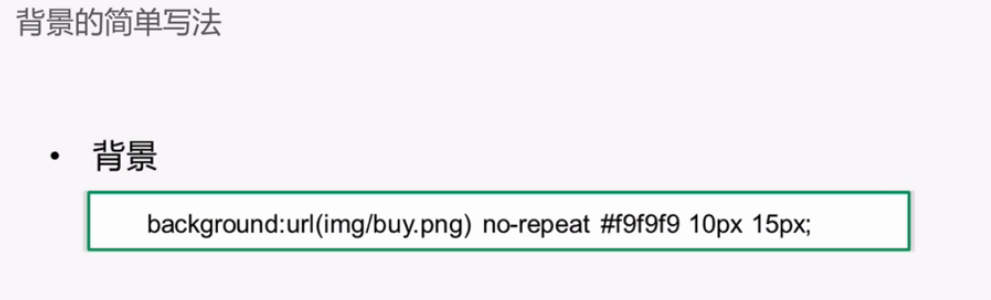 背景的简单写法
• 背景
background:url(img/buy.png) no-repeat #f9f9f9 10px 15px;